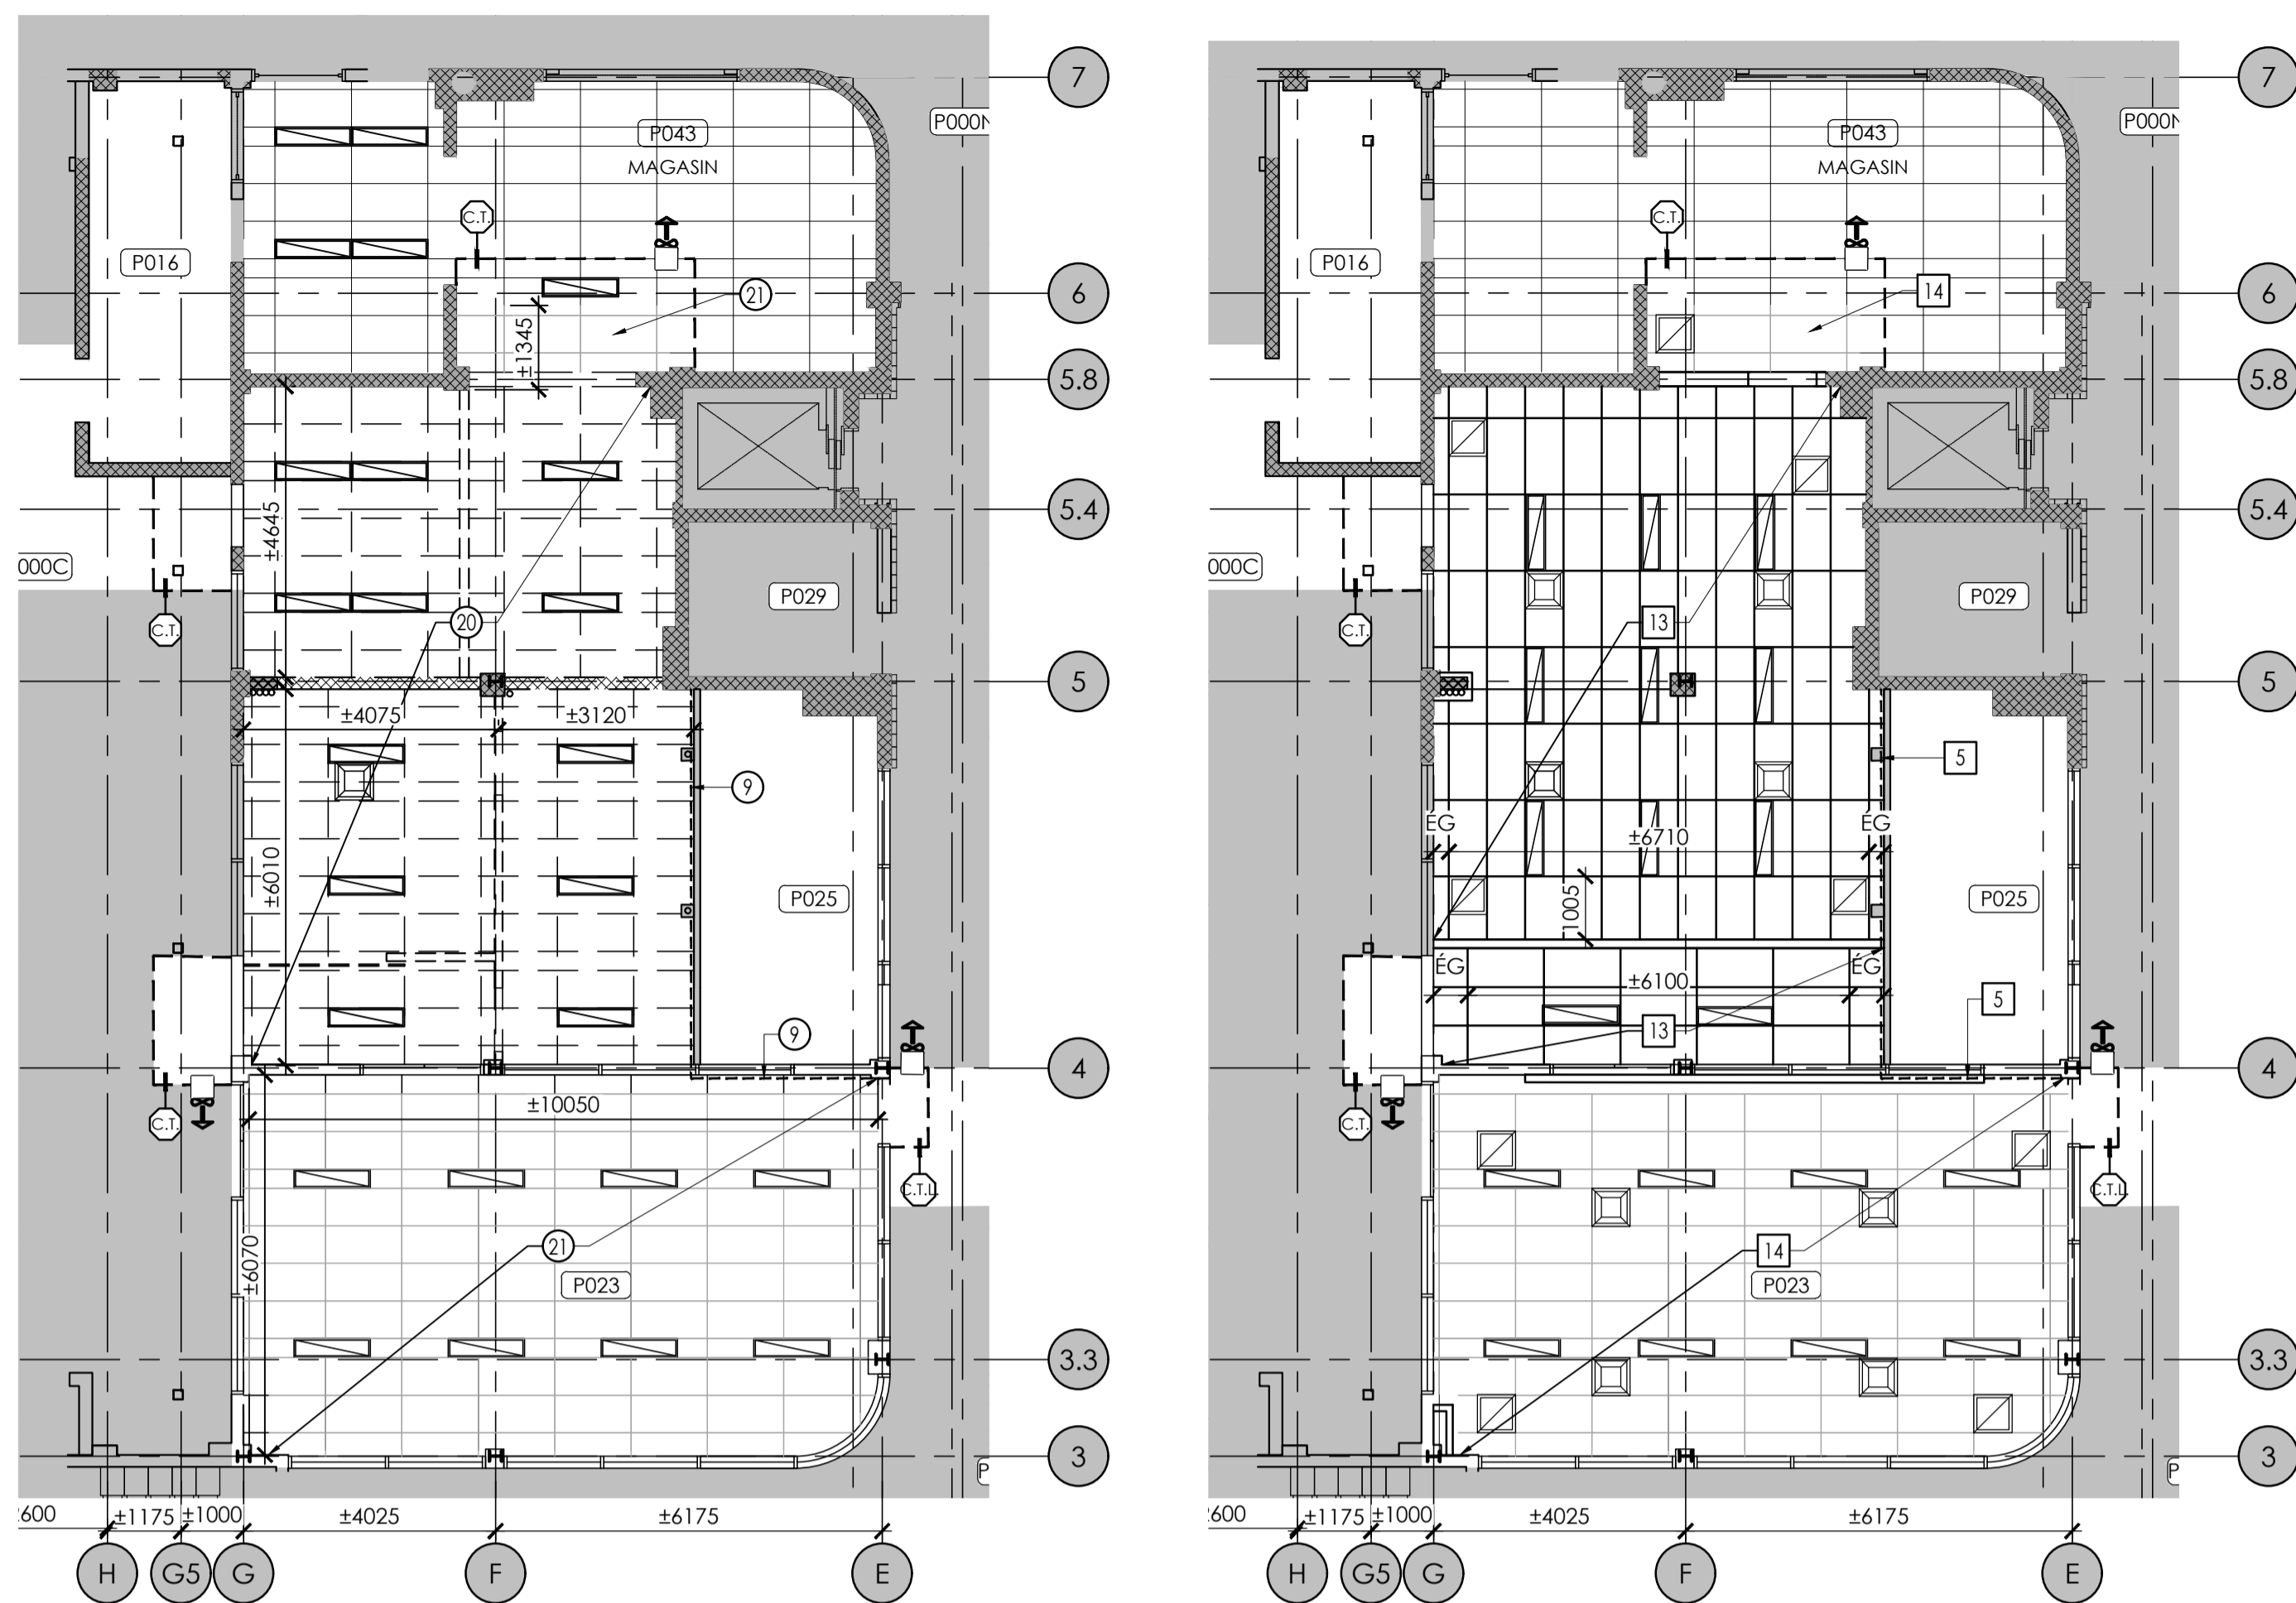 7
P000N
P043
MAGASIN
C.T.
P016
21
6
±1345
5.8
±4645
5.4
000C
P029
20
C.T.
5
±4075
±3120
9
±6010
P025
9
4
C.T.
±10050
C.T.L.
±6070
21
P023
3.3
3
P
2600
±1175
±1000
±4025
±6175
H
G5
G
F
E
7
P000N
P043
MAGASIN
C.T.
P016
14
6
5.8
5.4
000C
P029
13
C.T.
5
5
ÉG
±6710
ÉG
1005
P025
ÉG
±6100
ÉG
5
13
4
C.T.
C.T.L.
14
P023
3.3
3
P
2600
±1175
±1000
±4025
±6175
H
G5
G
F
E